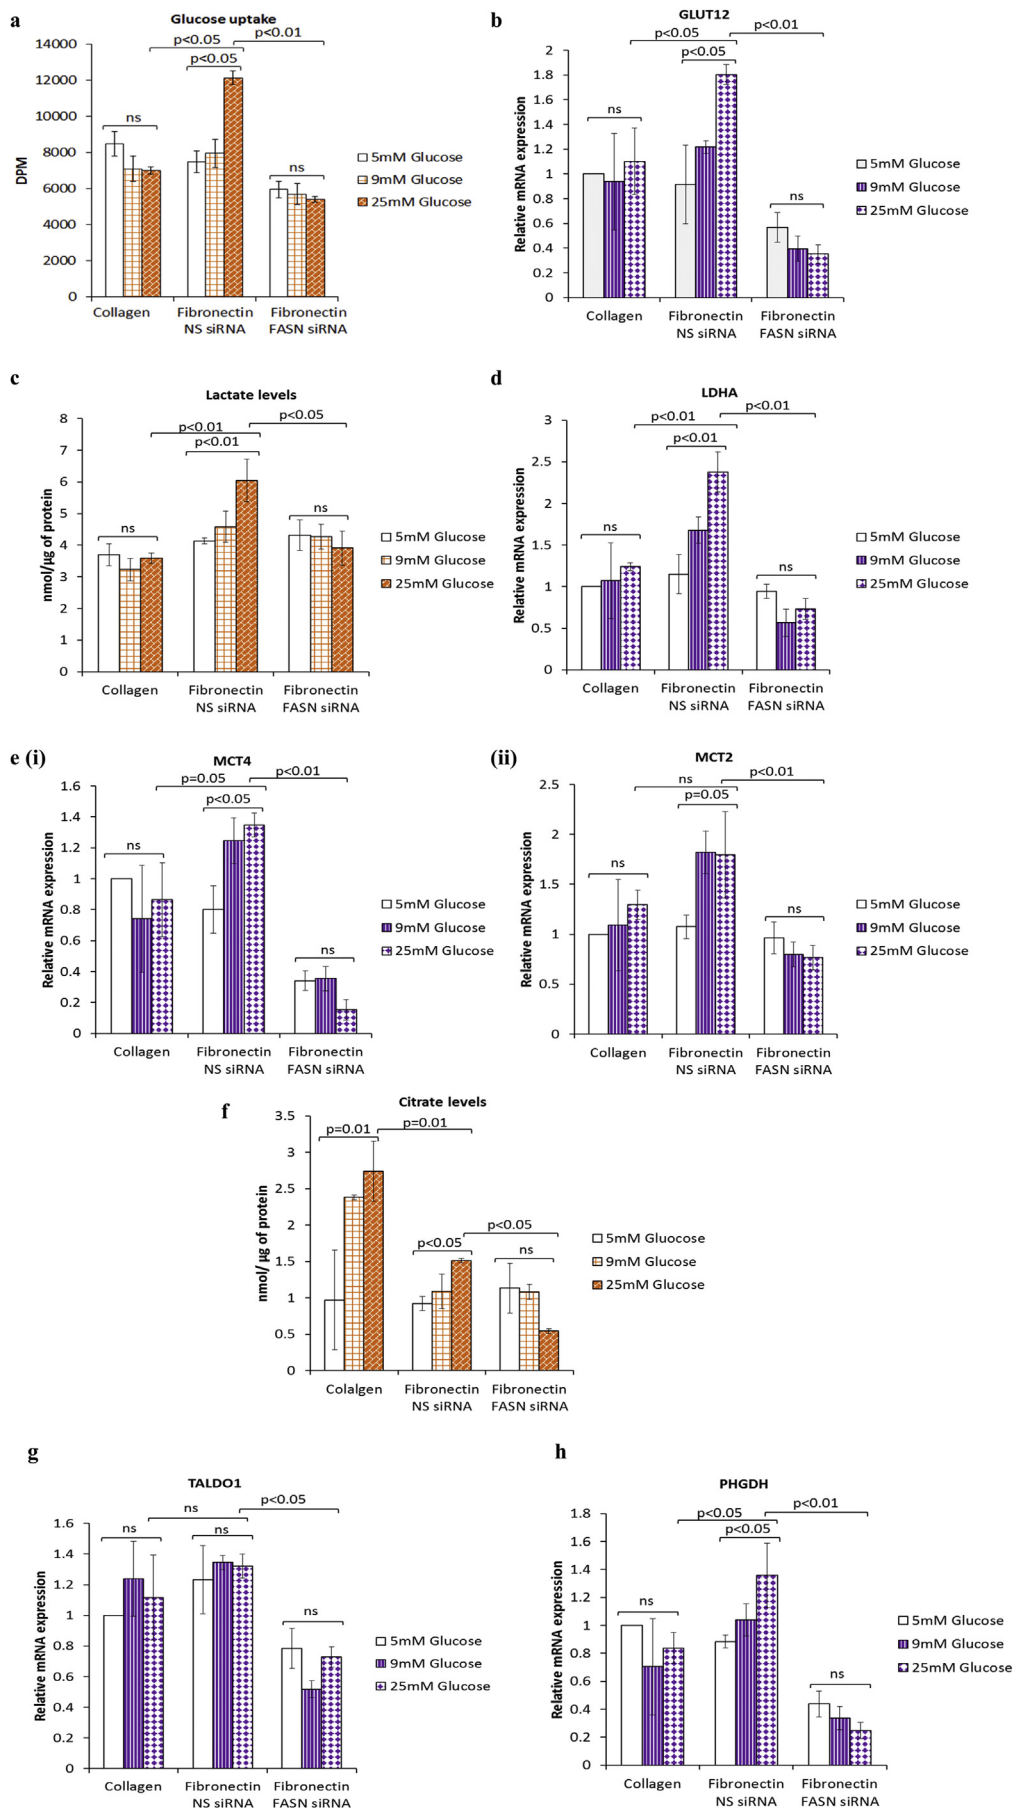 a
Glucose uptake
p<0.05
p<0.01
p<0.05
14000
12000
10000
8000
6000
4000
2000
0
DPM
ns
ns
5mM Glucose
9mM Glucose
25mM Glucose
Collagen
Fibronectin
NS siRNA
Fibronectin
FASN siRNA
b
GLUT12
p<0.05
p<0.01
p<0.05
2
1.8
1.6
1.4
1.2
1
0.8
0.6
0.4
0.2
0
Relative mRNA expression
ns
ns
5mM Glucose
9mM Glucose
25mM Glucose
Collagen
Fibronectin
NS siRNA
Fibronectin
FASN siRNA
c
Lactate levels
p<0.01
p<0.05
p<0.01
8
7
6
5
4
3
2
1
0
nmol/µg of protein
ns
ns
5mM Glucose
9mM Glucose
25mM Glucose
Collagen
Fibronectin
NS siRNA
Fibronectin
FASN siRNA
d
LDHA
p<0.01
p<0.01
p<0.01
3
2.5
2
1.5
1
0.5
0
Relative mRNA expression
ns
ns
5mM Glucose
9mM Glucose
25mM Glucose
Collagen
Fibronectin
NS siRNA
Fibronectin
FASN siRNA
e (i)
MCT4
p=0.05
p<0.01
p<0.05
1.6
1.4
1.2
1
0.8
0.6
0.4
0.2
0
Relative mRNA expression
ns
ns
5mM Glucose
9mM Glucose
25mM Glucose
Collagen
Fibronectin
NS siRNA
Fibronectin
FASN siRNA
(ii)
MCT2
ns
p<0.01
p=0.05
2.5
2
1.5
1
0.5
0
Relative mRNA expression
ns
ns
5mM Glucose
9mM Glucose
25mM Glucose
Collagen
Fibronectin
NS siRNA
Fibronectin
FASN siRNA
f
Citrate levels
p=0.01
p=0.01
p<0.05
p<0.05
ns
3.5
3
2.5
2
1.5
1
0.5
0
nmol/ µg of protein
5mM Gluocose
9mM Glucose
25mM Glucose
Colalgen
Fibronectin
NS siRNA
Fibronectin
FASN siRNA
g
TALDO1
ns
p<0.05
ns
ns
ns
1.6
1.4
1.2
1
0.8
0.6
0.4
0.2
0
Relative mRNA expression
5mM Glucose
9mM Glucose
25mM Glucose
Collagen
Fibronectin
NS siRNA
Fibronectin
FASN siRNA
h
PHGDH
p<0.05
p<0.01
p<0.05
1.8
1.6
1.4
1.2
1
0.8
0.6
0.4
0.2
0
Relative mRNA expression
ns
ns
5mM Glucose
9mM Glucose
25mM Glucose
Collagen
Fibronectin
NS siRNA
Fibronectin
FASN siRNA